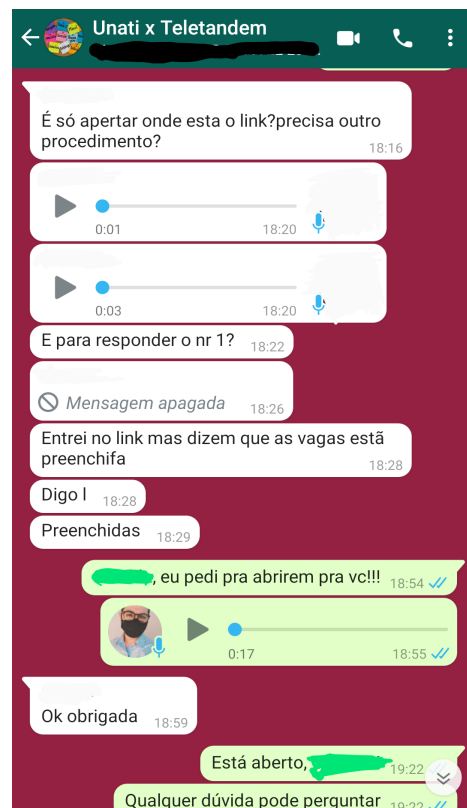 Unati x Teletandem
É só apertar onde esta o link?precisa outro
procedimento?
18:16
0:01
18:20
0:03
18:20
E para responder o nr 1?
18:22
Mensagem apagada
18:26
Entrei no link mas dizem que as vagas estã
preenchifa
18:28
Digo l
18:28
Preenchidas
18:29
, eu pedi pra abrirem pra vc!!!
18:54
0:17
18:55
Ok obrigada
18:59
Está aberto,
19:22
Qualquer dúvida pode perguntar
19:22